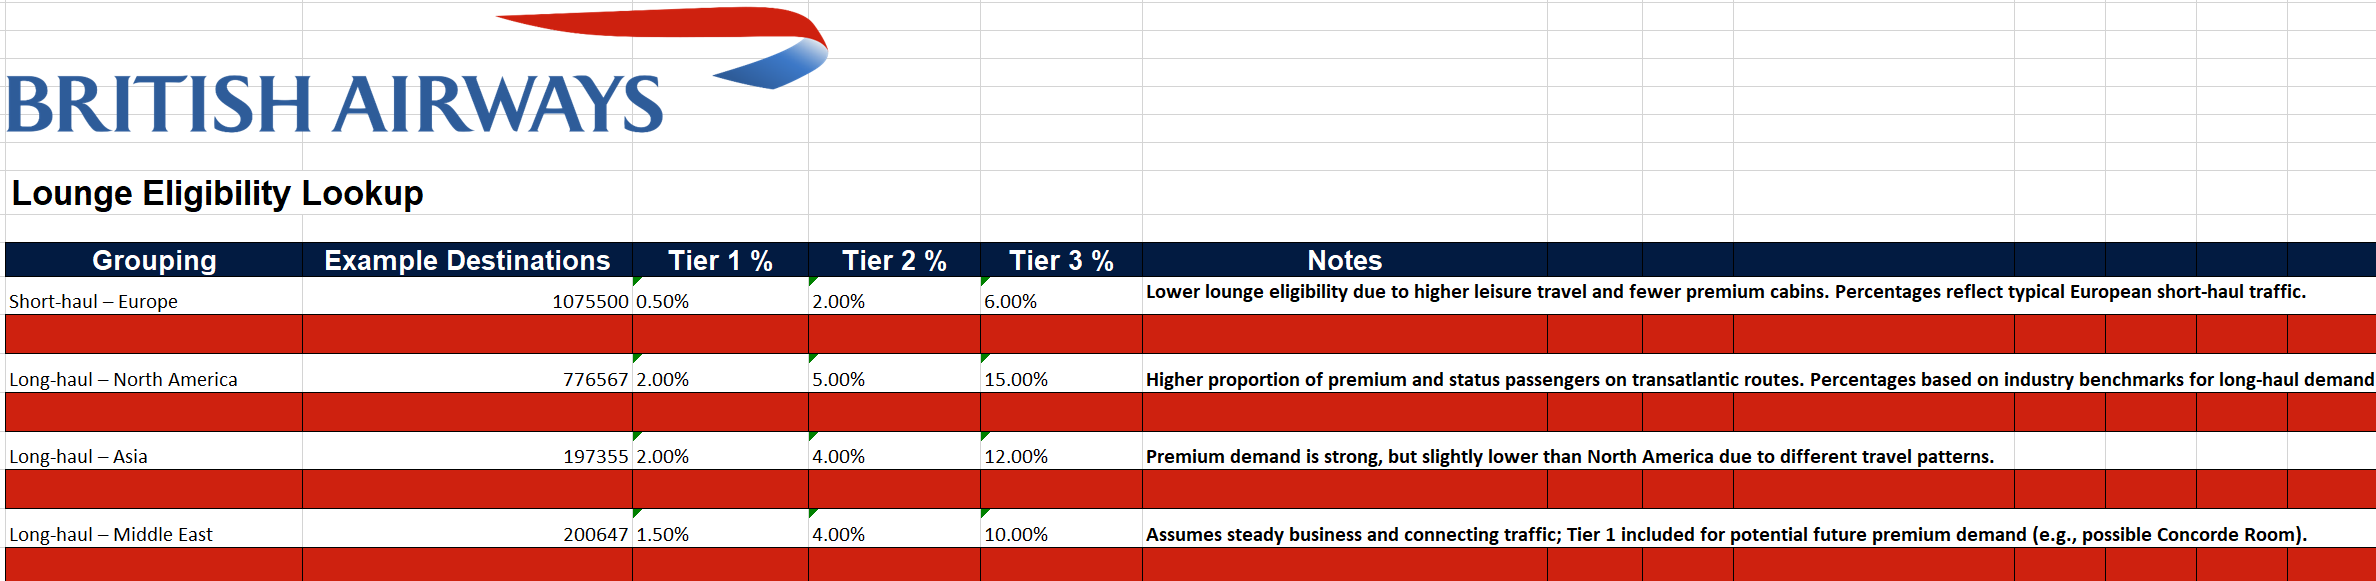 BRITISH AIRWAYS
Lounge Eligibility Lookup
Grouping Example Destinations Tier 1 % Tier 2 % Tier 3 % Notes
Short-haul – Europe 1075500 0.50% 2.00% 6.00% Lower lounge eligibility due to higher leisure travel and fewer premium cabins. Percentages reflect typical European short-haul traffic.
Long-haul – North America 776567 2.00% 5.00% 15.00% Higher proportion of premium and status passengers on transatlantic routes. Percentages based on industry benchmarks for long-haul demand
Long-haul – Asia 197355 2.00% 4.00% 12.00% Premium demand is strong, but slightly lower than North America due to different travel patterns.
Long-haul – Middle East 200647 1.50% 4.00% 10.00% Assumes steady business and connecting traffic; Tier 1 included for potential future premium demand (e.g., possible Concorde Room).